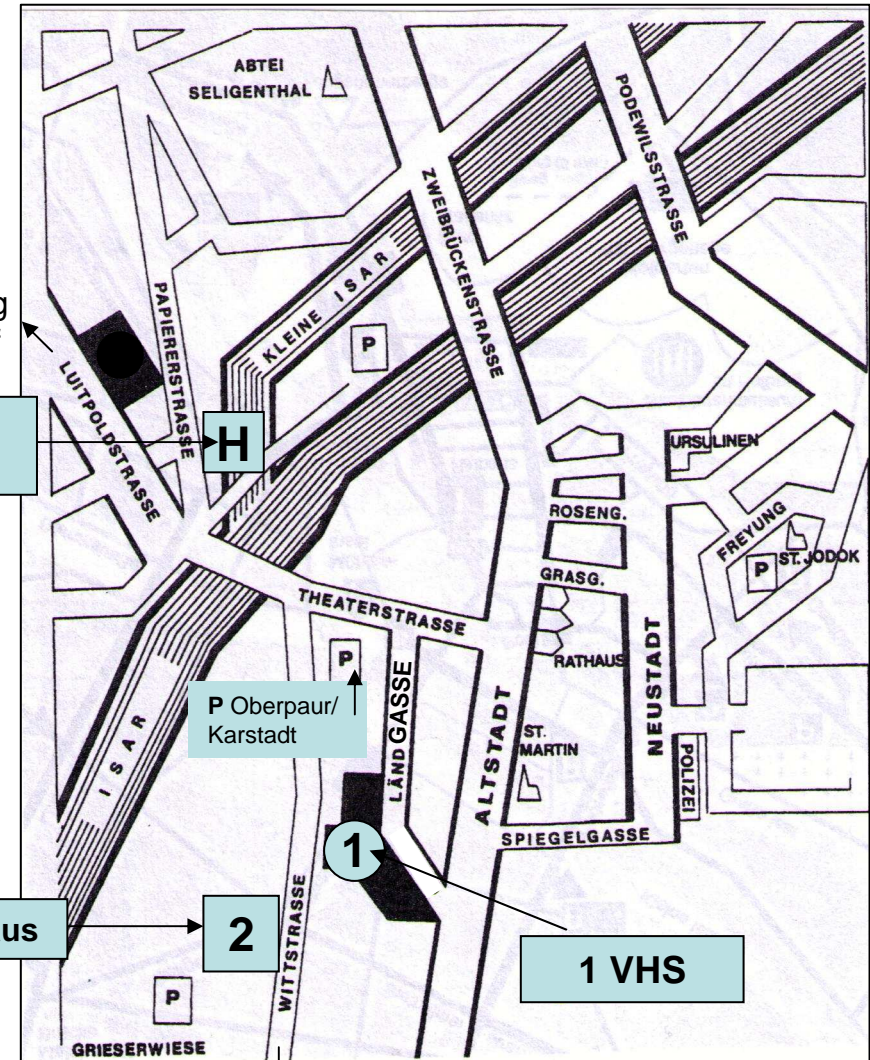 ABTEI
SELIGENTHAL
PODEWILSSTRASSE
ZWEIBRÜCKENSTRASSE
KLEINE ISAR
P
PAPIERERSTRASSE
g
LUITPOLDSTRASSE
H
URSULINEN
ROSENG.
FREYUNG
ST. JODOK
P
GRASG.
THEATERSTRASSE
RATHAUS
P
P Oberpaur/
Karstadt
LÄNDGASSE
ALTSTADT
NEUSTADT
ST.
MARTIN
POLIZEI
ISAR
SPIEGELGASSE
1
us
2
WITTSTRASSE
1 VHS
P
GRIESERWIESE